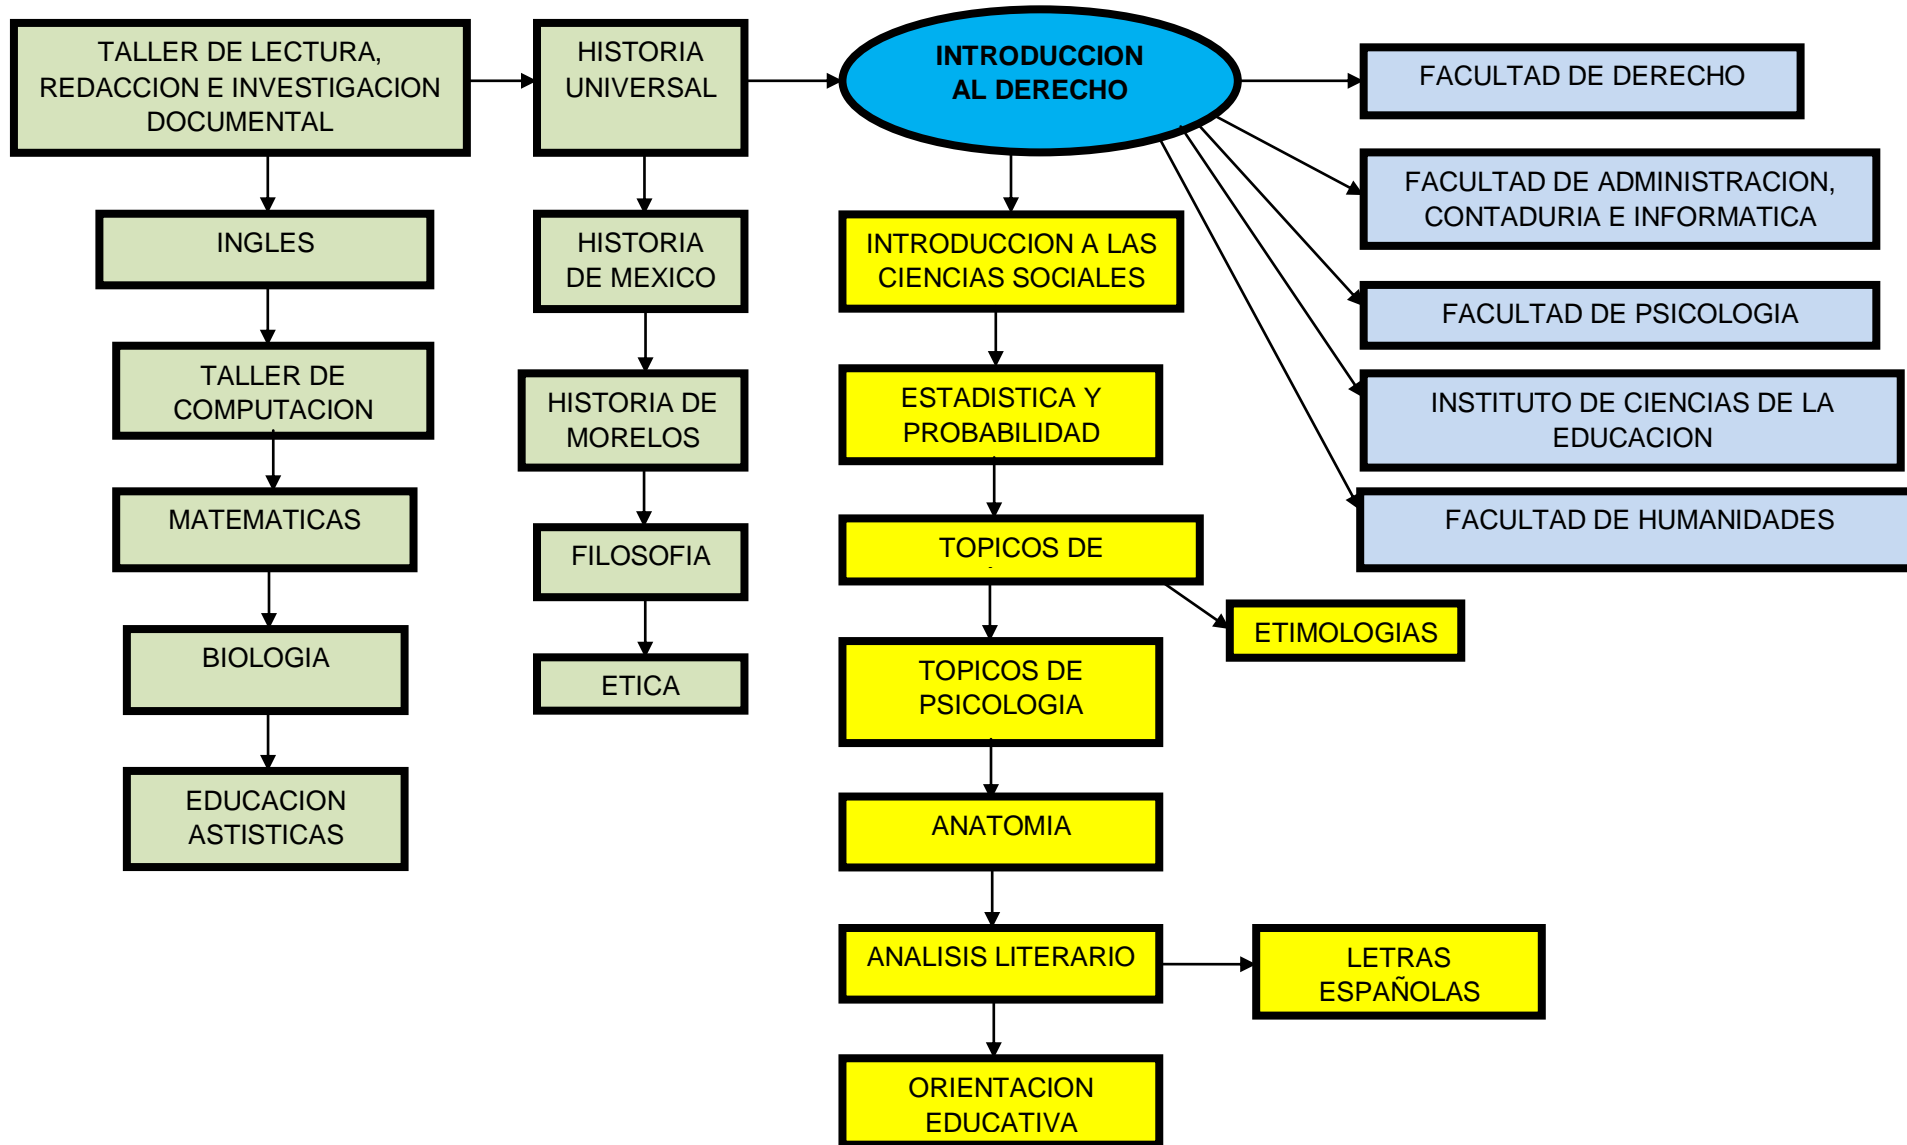 TALLER DE LECTURA,
REDACCION E INVESTIGACION
DOCUMENTAL
INGLES
TALLER DE
COMPUTACION
MATEMATICAS
BIOLOGIA
EDUCACION
ASTISTICAS
HISTORIA
UNIVERSAL
HISTORIA
DE MEXICO
HISTORIA DE
MORELOS
FILOSOFIA
ETICA
INTRODUCCION
AL DERECHO
INTRODUCCION A LAS
CIENCIAS SOCIALES
ESTADISTICA Y
PROBABILIDAD
TOPICOS DE
ETIMOLOGIAS
TOPICOS DE
PSICOLOGIA
ANATOMIA
ANALISIS LITERARIO
LETRAS
ESPAÑOLAS
ORIENTACION
EDUCATIVA
FACULTAD DE DERECHO
FACULTAD DE ADMINISTRACION,
CONTADURIA E INFORMATICA
FACULTAD DE PSICOLOGIA
INSTITUTO DE CIENCIAS DE LA
EDUCACION
FACULTAD DE HUMANIDADES